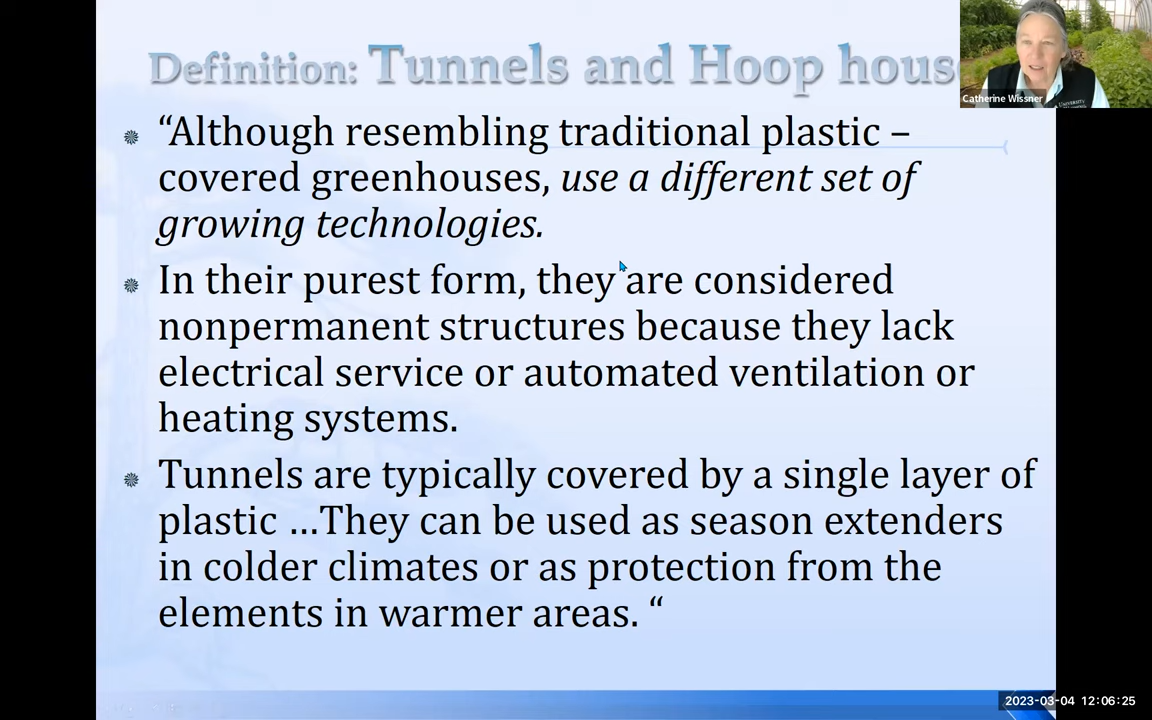 Definition: Tunnels and Hoop hous
Catherine Wissner
“Although resembling traditional plastic –
covered greenhouses, use a different set of
growing technologies.
In their purest form, they are considered
nonpermanent structures because they lack
electrical service or automated ventilation or
heating systems.
Tunnels are typically covered by a single layer of
plastic ...They can be used as season extenders
in colder climates or as protection from the
elements in warmer areas. “
2023-03-04 12:06:25